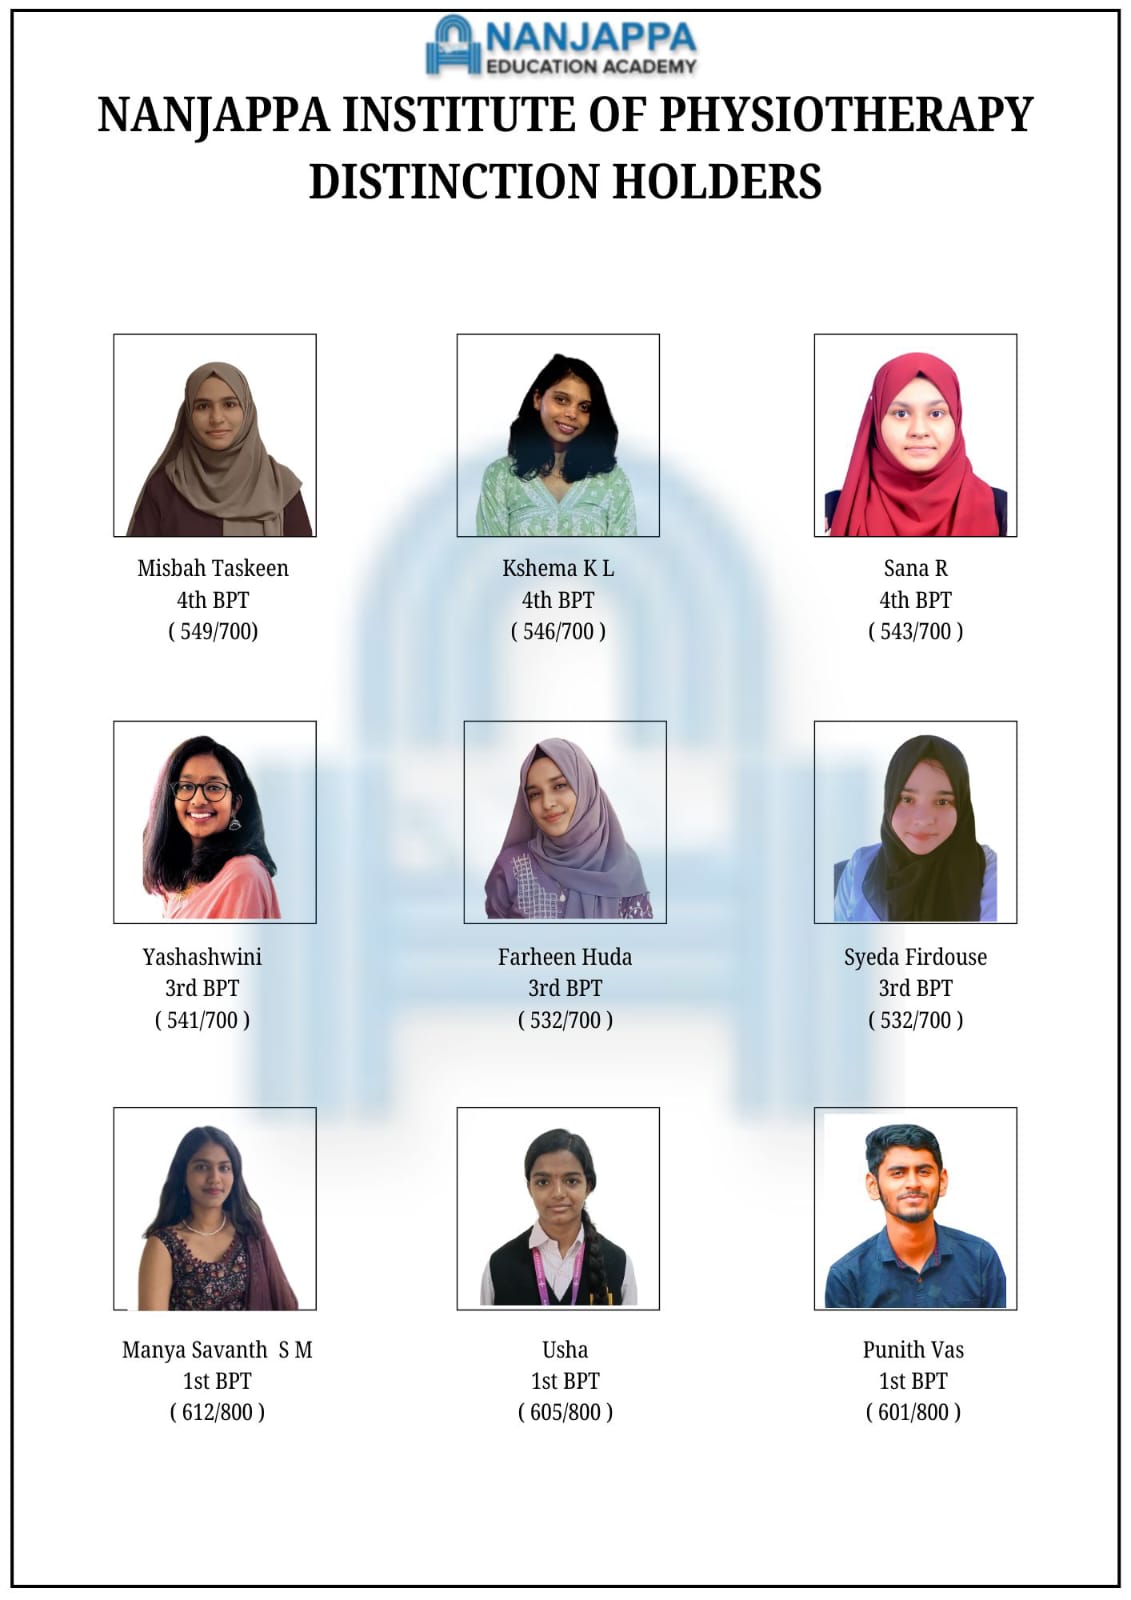 NANJAPPA
EDUCATION ACADEMY
NANJAPPA INSTITUTE OF PHYSIOTHERAPY
DISTINCTION HOLDERS
Misbah Taskeen
4th BPT
( 549/700)
Kshema K L
4th BPT
( 546/700 )
Sana R
4th BPT
( 543/700 )
Yashashwini
3rd BPT
( 541/700 )
Farheen Huda
3rd BPT
( 532/700 )
Syeda Firdouse
3rd BPT
( 532/700 )
Manya Savanth  S M
1st BPT
( 612/800 )
Usha
1st BPT
( 605/800 )
Punith Vas
1st BPT
( 601/800 )